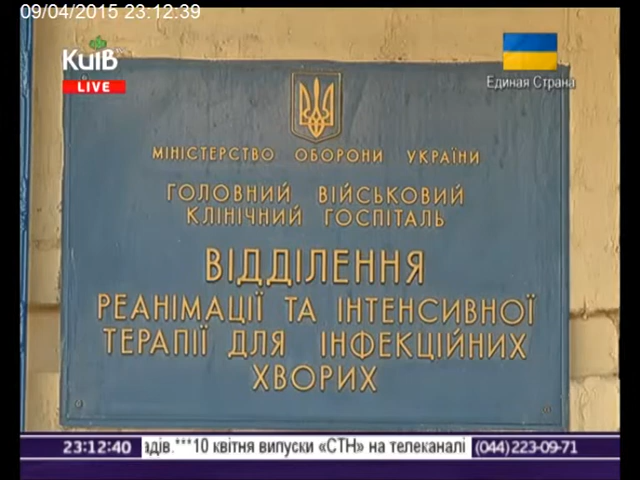 09/04/2015 23:12:39
КиїВ
LIVE
Единая Страна
МІНІСТЕРСТВО ОБОРОНИ УКРАЇНИ
ГОЛОВНИЙ ВІЙСЬКОВИЙ
КЛІНІЧНИЙ ГОСПІТАЛЬ
ВІДДІЛЕННЯ
РЕАНІМАЦІЇ ТА ІНТЕНСИВНОЇ
ТЕРАПІЇ ДЛЯ ІНФЕКЦІЙНИХ
ХВОРИХ
23:12:40 адів.***10 квітня випуски «СТН» на телеканалі (044)223-09-71